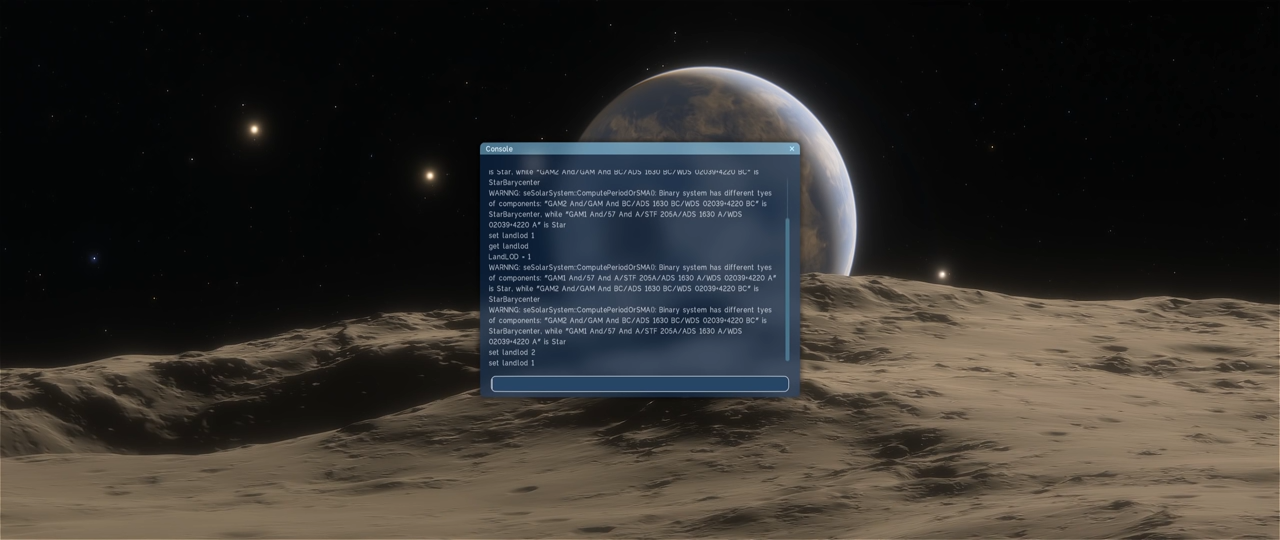 Console
is Star, while "GAM2 And/GAM And BC/ADS 1630 BC/WDS 02039+4220 BC" is
StarBarycenter
WARNNG: seSolarSystem::ComputePeriodOrSMA(): Binary system has different tyes
of components: "GAM2 And/GAM And BC/ADS 1630 BC/WDS 02039+4220 BC" is
StarBarycenter, while "GAM1 And/57 And A/STF 205A/ADS 1630 A/WDS
02039+4220 A" is Star
set landlod 1
get landlod
LandLOD = 1
WARNNG: seSolarSystem::ComputePeriodOrSMA(): Binary system has different tyes
of components: "GAM1 And/57 And A/STF 205A/ADS 1630 A/WDS 02039+4220 A"
is Star, while "GAM2 And/GAM And BC/ADS 1630 BC/WDS 02039+4220 BC" is
StarBarycenter
WARNNG: seSolarSystem::ComputePeriodOrSMA(): Binary system has different tyes
of components: "GAM2 And/GAM And BC/ADS 1630 BC/WDS 02039+4220 BC" is
StarBarycenter, while "GAM1 And/57 And A/STF 205A/ADS 1630 A/WDS
02039+4220 A" is Star
set landlod 2
set landlod 1